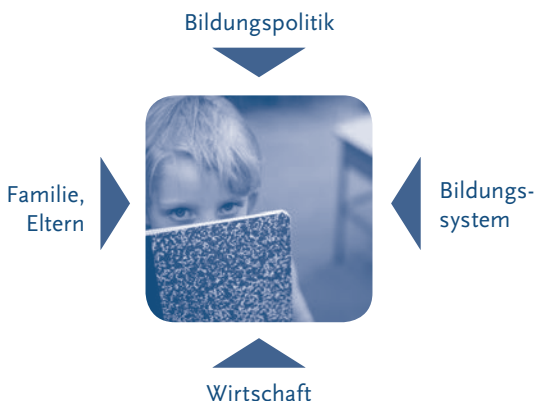 Bildungspolitik
Familie,
Eltern
Bildungs-
system
Wirtschaft